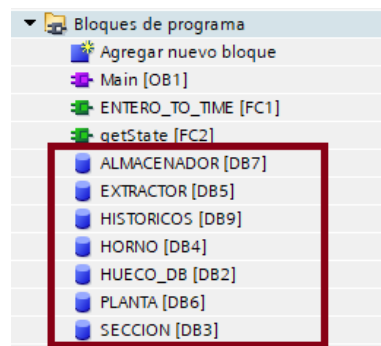 Bloques de programa
Agregar nuevo bloque
Main [OB1]
ENTERO_TO_TIME [FC1]
getState [FC2]
ALMACENADOR [DB7]
EXTRACTOR [DB5]
HISTORICOS [DB9]
HORNO [DB4]
HUECO_DB [DB2]
PLANTA [DB6]
SECCION [DB3]